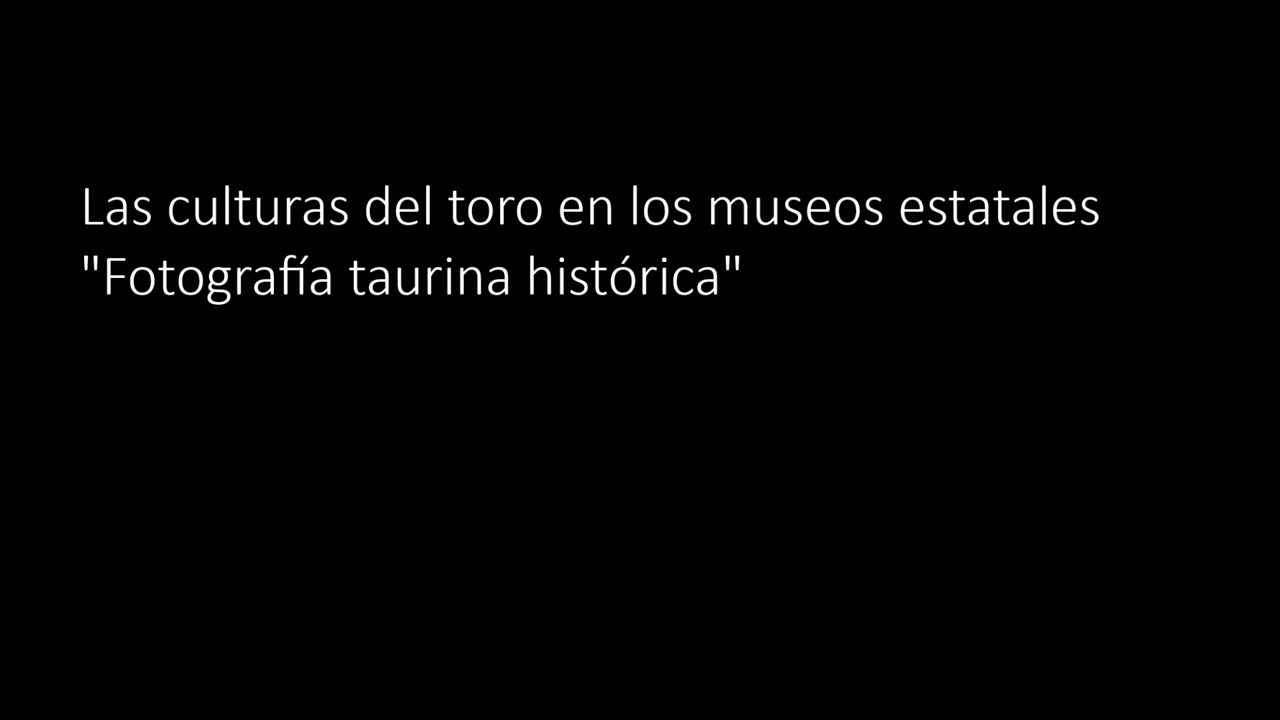 Las culturas del toro en los museos estatales
"Fotografía taurina histórica"